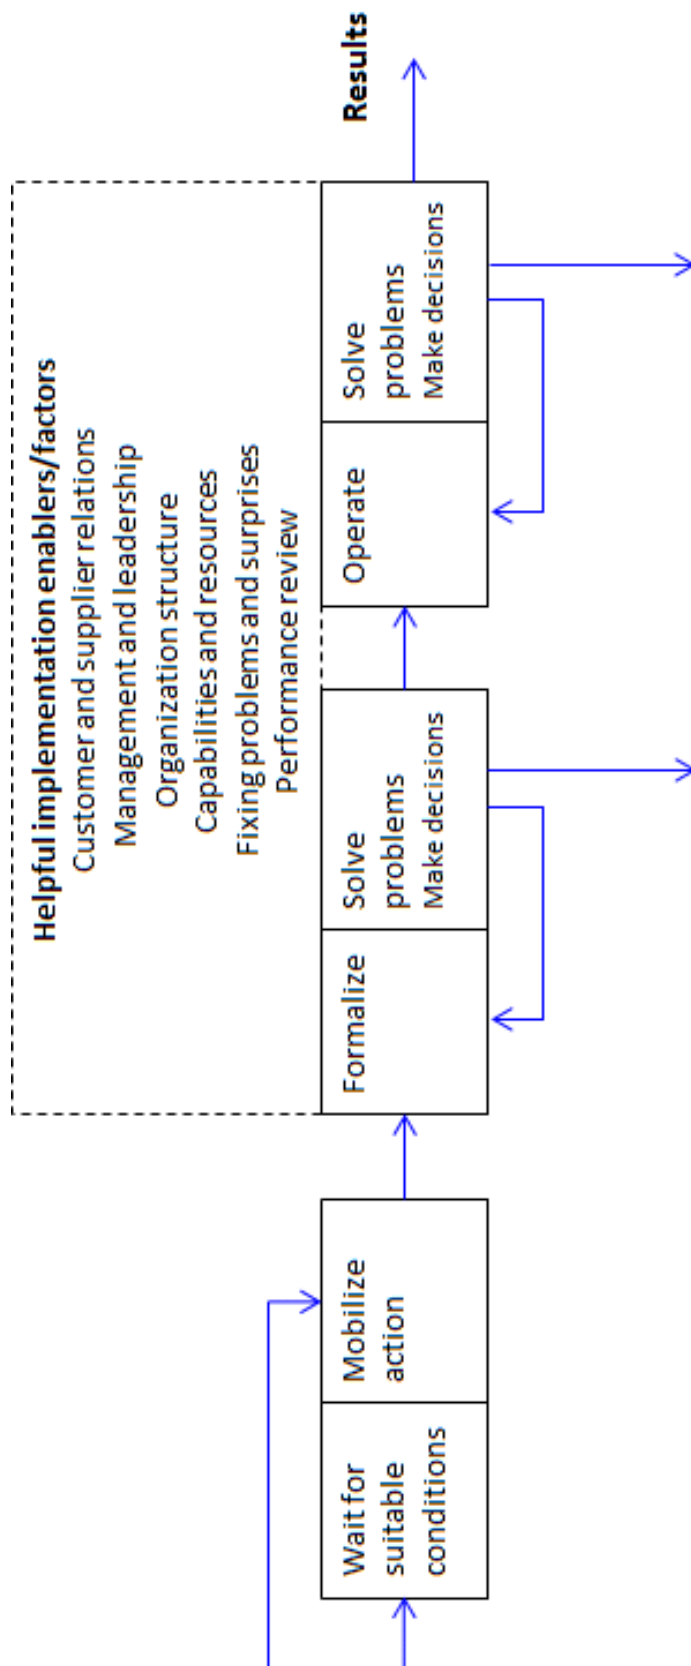 Helpful implementation enablers/factors
Customer and supplier relations
Management and leadership
Organization structure
Capabilities and resources
Fixing problems and surprises
Performance review
Wait for
suitable
conditions
Mobilize
action
Formalize
Solve
problems
Make decisions
Operate
Solve
problems
Make decisions
Results